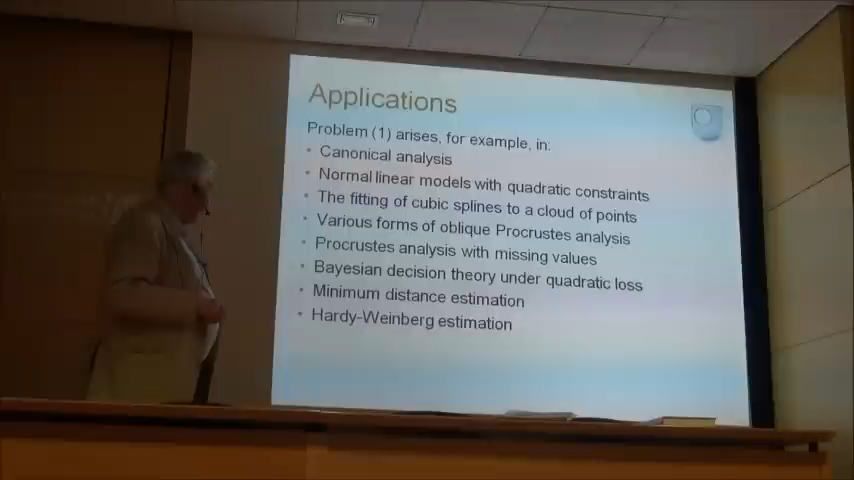 Applications
Problem (1) arises, for example, in:
• Canonical analysis
• Normal linear models with quadratic constraints
• The fitting of cubic splines to a cloud of points
• Various forms of oblique Procrustes analysis
• Procrustes analysis with missing values
• Bayesian decision theory under quadratic loss
• Minimum distance estimation
• Hardy-Weinberg estimation